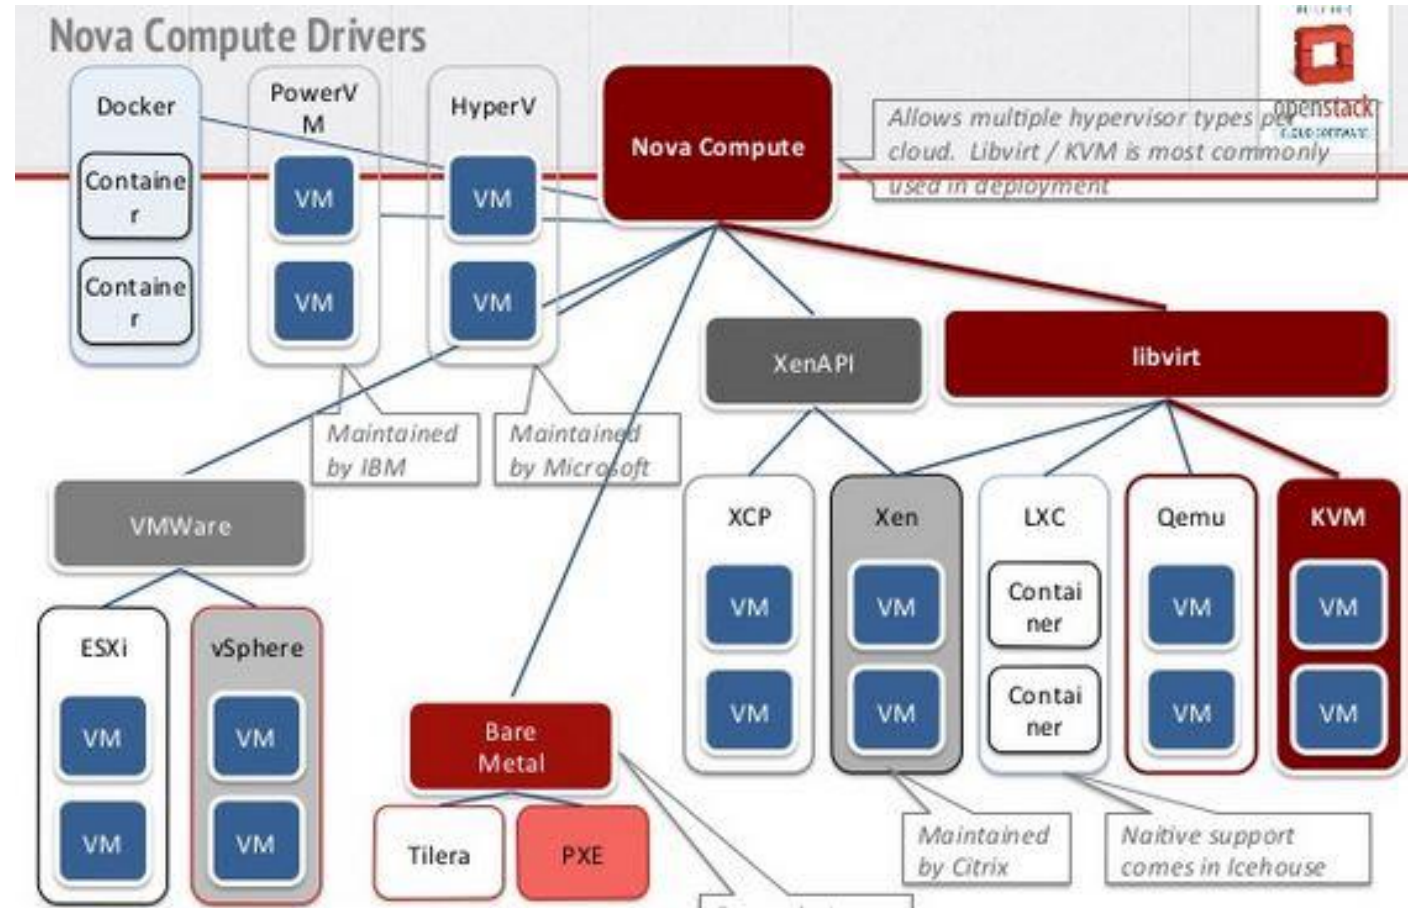 Nova Compute Drivers
openstack
CLOUD SOFTWARE
Docker
Containe
r
Containe
r
PowerV
M
VM
VM
HyperV
VM
VM
Nova Compute
Allows multiple hypervisor types per
cloud. Libvirt / KVM is most commonly
used in deployment
Maintained
by IBM
Maintained
by Microsoft
XenAPI
libvirt
VMWare
ESXi
VM
VM
vSphere
VM
VM
Bare
Metal
Tilera
PXE
XCP
VM
VM
Xen
VM
VM
LXC
Contai
ner
Contai
ner
Qemu
VM
VM
KVM
VM
VM
Maintained
by Citrix
Naitive support
comes in Icehouse